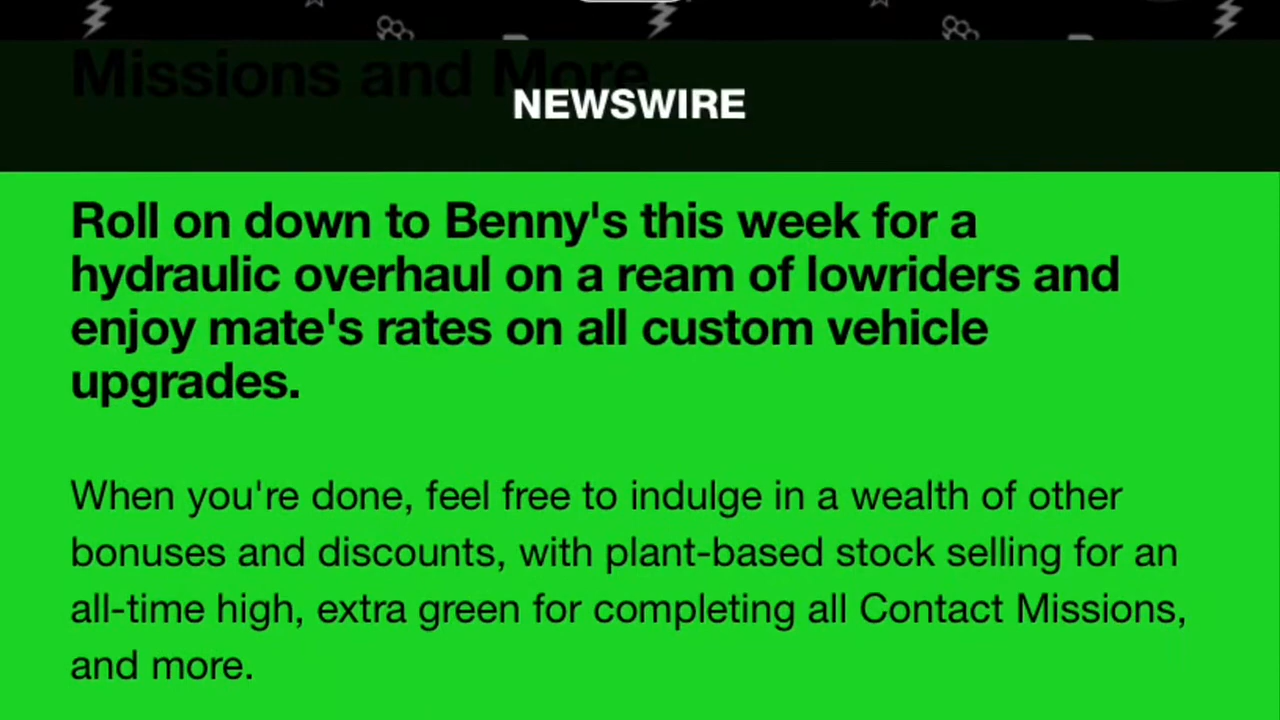 Missions and More
NEWSWIRE
Roll on down to Benny's this week for a
hydraulic overhaul on a ream of lowriders and
enjoy mate's rates on all custom vehicle
upgrades.
When you're done, feel free to indulge in a wealth of other
bonuses and discounts, with plant-based stock selling for an
all-time high, extra green for completing all Contact Missions,
and more.